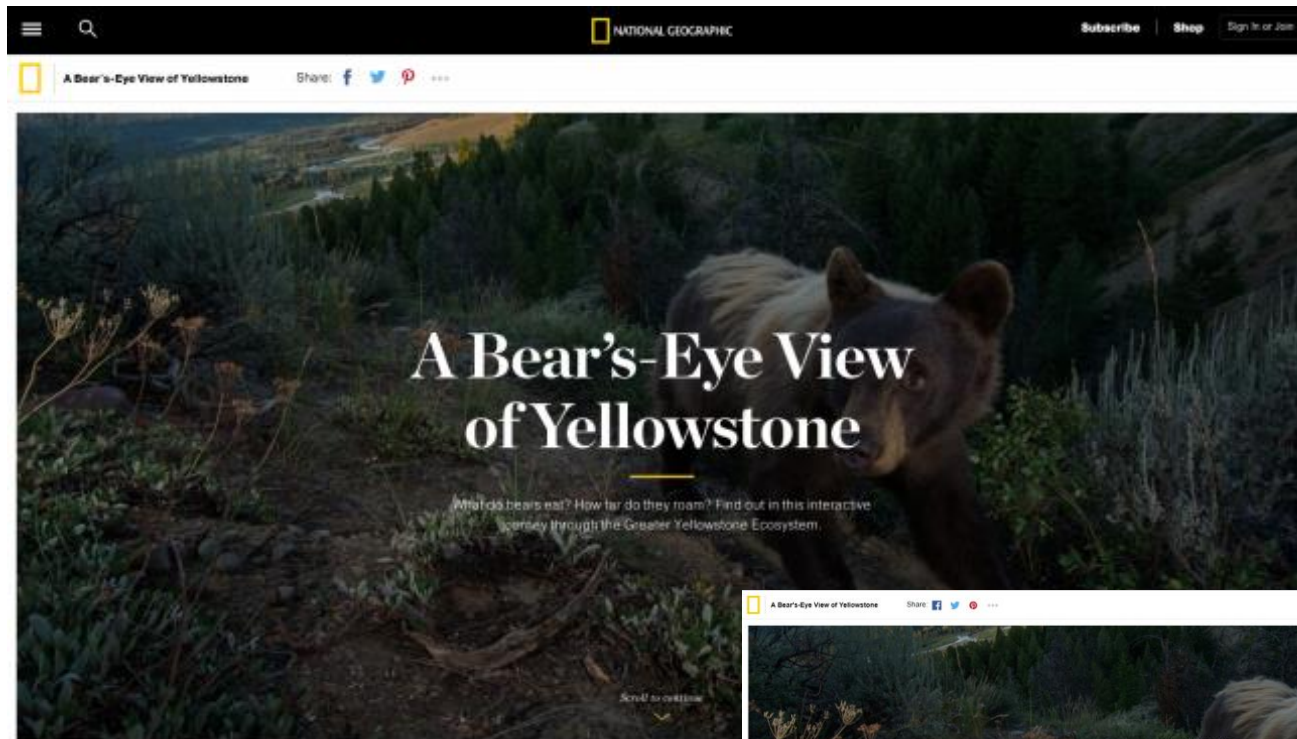 NATIONAL GEOGRAPHIC
Subscribe
Shop
Sign In or Join
A Bear's-Eye View of Yellowstone
Share:
A Bear's-Eye View
of Yellowstone
What do bears eat? How far do they roam? Find out in this interactive
journey through the Greater Yellowstone Ecosystem.
Scroll to continue
A Bear's-Eye View of Yellowstone
Share